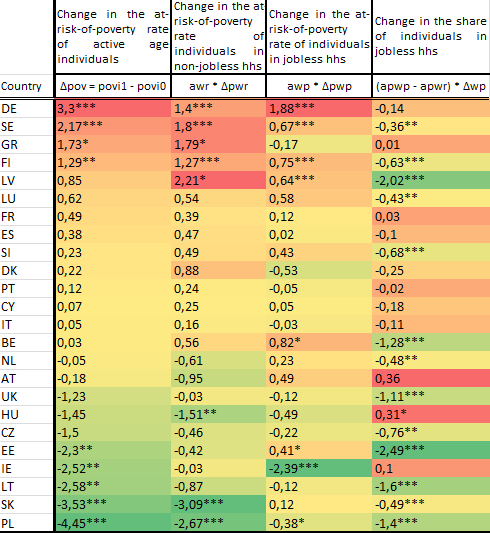 Change in the at-risk-of-poverty rate of active age individuals	Change in the at-risk-of-poverty rate of individuals in non-jobless hhs	Change in the at-risk-of-poverty rate of individuals in jobless hhs	Change in the share of individuals in jobless hhs
Country	Δpov = povi1 - povi0	awr * Δpwr	awp * Δpwp	(apwp - apwr) * Δwp
DE	3,3***	1,4***	1,88***	-0,14
SE	2,17***	1,8***	0,67***	-0,36**
GR	1,73*	1,79*	-0,17	0,01
FI	1,29**	1,27***	0,75***	-0,63***
LV	0,85	2,21*	0,64***	-2,02***
LU	0,62	0,54	0,58	-0,43**
FR	0,49	0,39	0,12	0,03
ES	0,38	0,47	0,02	-0,1
SI	0,23	0,49	0,43	-0,68***
DK	0,22	0,88	-0,53	-0,25
PT	0,12	0,24	-0,05	-0,02
CY	0,07	0,25	0,05	-0,18
IT	0,05	0,16	-0,03	-0,11
BE	0,03	0,56	0,82*	-1,28***
NL	-0,05	-0,61	0,23	-0,48**
AT	-0,18	-0,95	0,49	0,36
UK	-1,23	-0,03	-0,12	-1,11***
HU	-1,45	-1,51**	-0,49	0,31*
CZ	-1,5	-0,46	-0,22	-0,76**
EE	-2,3**	-0,42	0,41*	-2,49***
IE	-2,52**	-0,03	-2,39***	0,1
LT	-2,58**	-0,87	-0,12	-1,6***
SK	-3,53***	-3,09***	0,12	-0,49***
PL	-4,45***	-2,67***	-0,38*	-1,4***